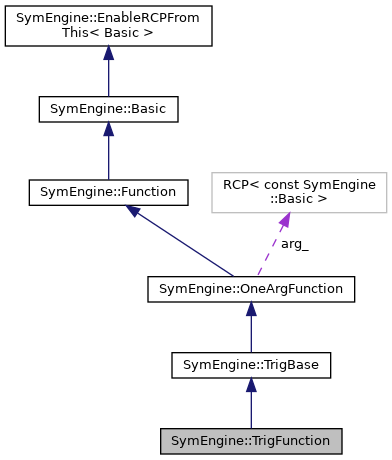 SymEngine::EnableRCPFrom
This< Basic >
SymEngine::Basic
SymEngine::Function
RCP< const SymEngine
::Basic >
arg_
SymEngine::OneArgFunction
SymEngine::TrigBase
SymEngine::TrigFunction